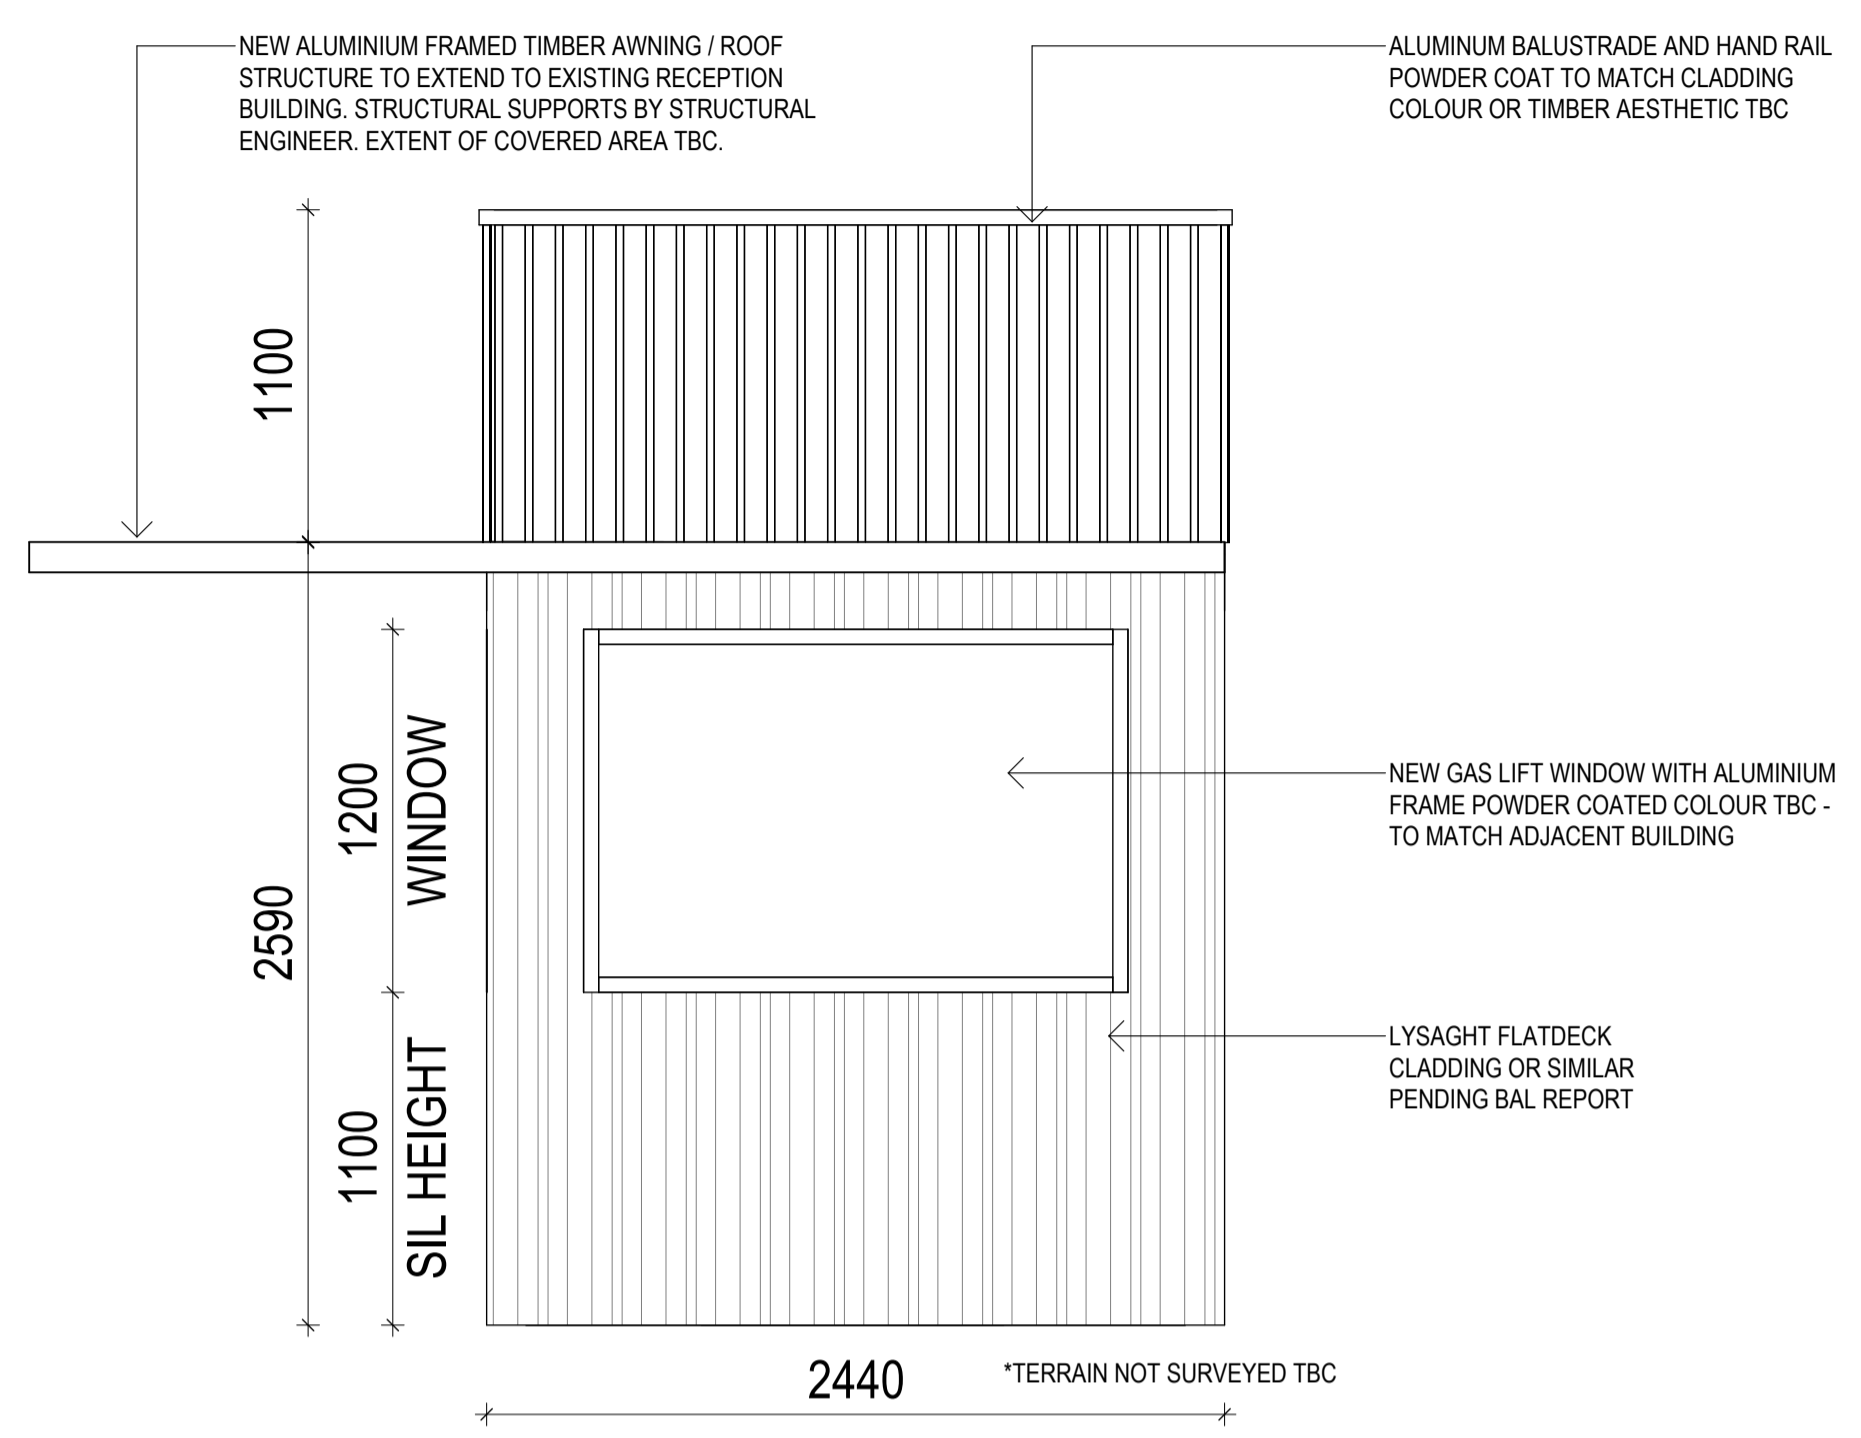 NEW ALUMINIUM FRAMED TIMBER AWNING / ROOF
STRUCTURE TO EXTEND TO EXISTING RECEPTION
BUILDING. STRUCTURAL SUPPORTS BY STRUCTURAL
ENGINEER. EXTENT OF COVERED AREA TBC.
ALUMINUM BALUSTRADE AND HAND RAIL
POWDER COAT TO MATCH CLADDING
COLOUR OR TIMBER AESTHETIC TBC
1100
2590
1200
WINDOW
1100
SIL HEIGHT
NEW GAS LIFT WINDOW WITH ALUMINIUM
FRAME POWDER COATED COLOUR TBC -
TO MATCH ADJACENT BUILDING
LYSAGHT FLATDECK
CLADDING OR SIMILAR
PENDING BAL REPORT
2440
*TERRAIN NOT SURVEYED TBC